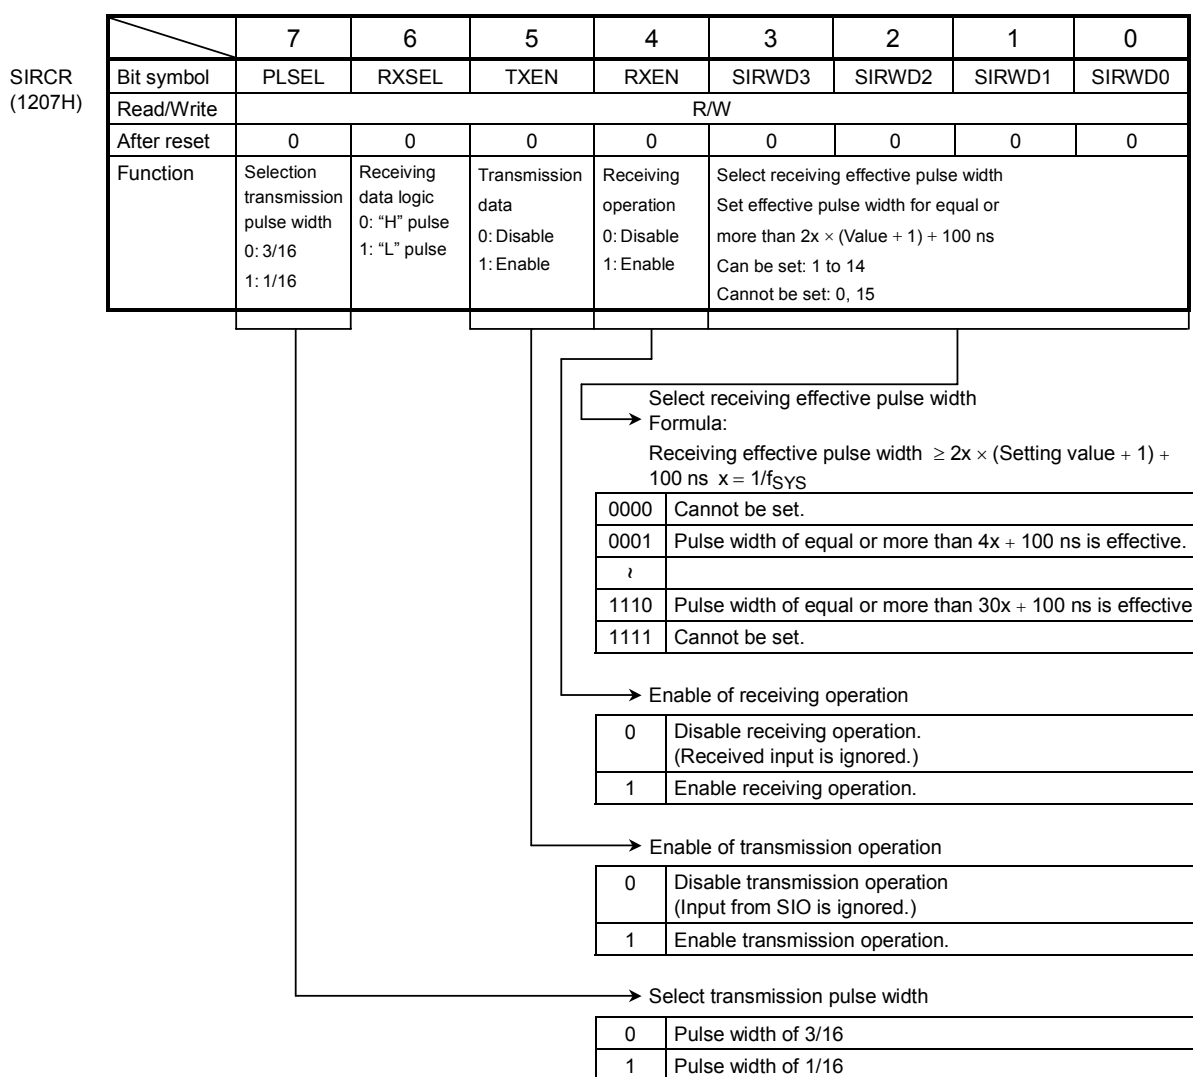 7 6 5 4 3 2 1 0
SIRCR
(1207H)
Bit symbol PLSEL RXSEL TXEN RXEN SIRWD3 SIRWD2 SIRWD1 SIRWD0
Read/Write R/W
After reset 0 0 0 0 0 0 0 0
Function
Selection
transmission
pulse width
0: 3/16
1: 1/16
Receiving
data logic
0: “H” pulse
1: “L” pulse
Transmission
data
0: Disable
1: Enable
Receiving
operation
0: Disable
1: Enable
Select receiving effective pulse width
Set effective pulse width for equal or
more than 2x × (Value + 1) + 100 ns
Can be set: 1 to 14
Cannot be set: 0, 15
Select receiving effective pulse width
Formula:
Receiving effective pulse width ≥ 2x × (Setting value + 1) +
100 ns x = 1/fSYS
0000 Cannot be set.
0001 Pulse width of equal or more than 4x + 100 ns is effective.
≀
1110 Pulse width of equal or more than 30x + 100 ns is effective
1111 Cannot be set.
Enable of receiving operation
0 Disable receiving operation.
(Received input is ignored.)
1 Enable receiving operation.
Enable of transmission operation
0 Disable transmission operation
(Input from SIO is ignored.)
1 Enable transmission operation.
Select transmission pulse width
0 Pulse width of 3/16
1 Pulse width of 1/16